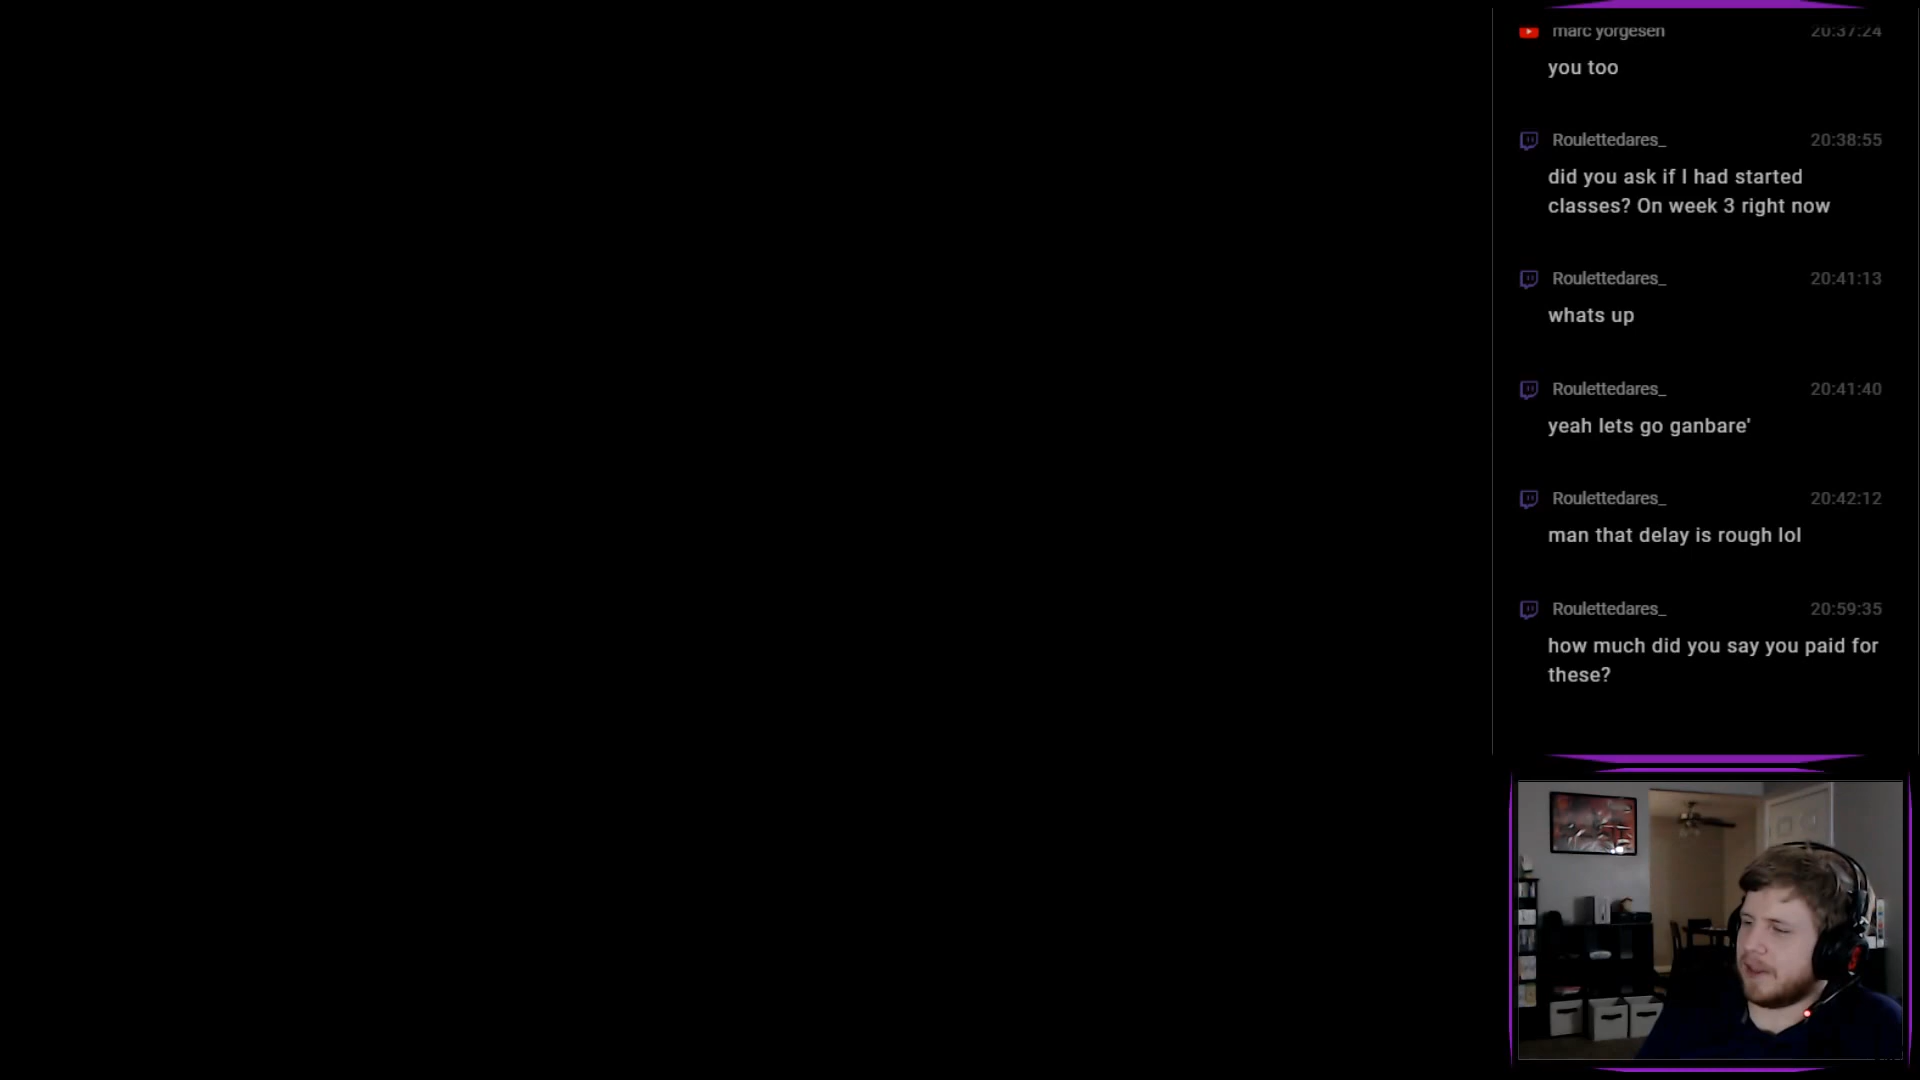 marc yorgesen 20:37:24
you too
Roulettedares_ 20:38:55
did you ask if I had started
classes? On week 3 right now
Roulettedares_ 20:41:13
whats up
Roulettedares_ 20:41:40
yeah lets go ganbare'
Roulettedares_ 20:42:12
man that delay is rough lol
Roulettedares_ 20:59:35
how much did you say you paid for
these?